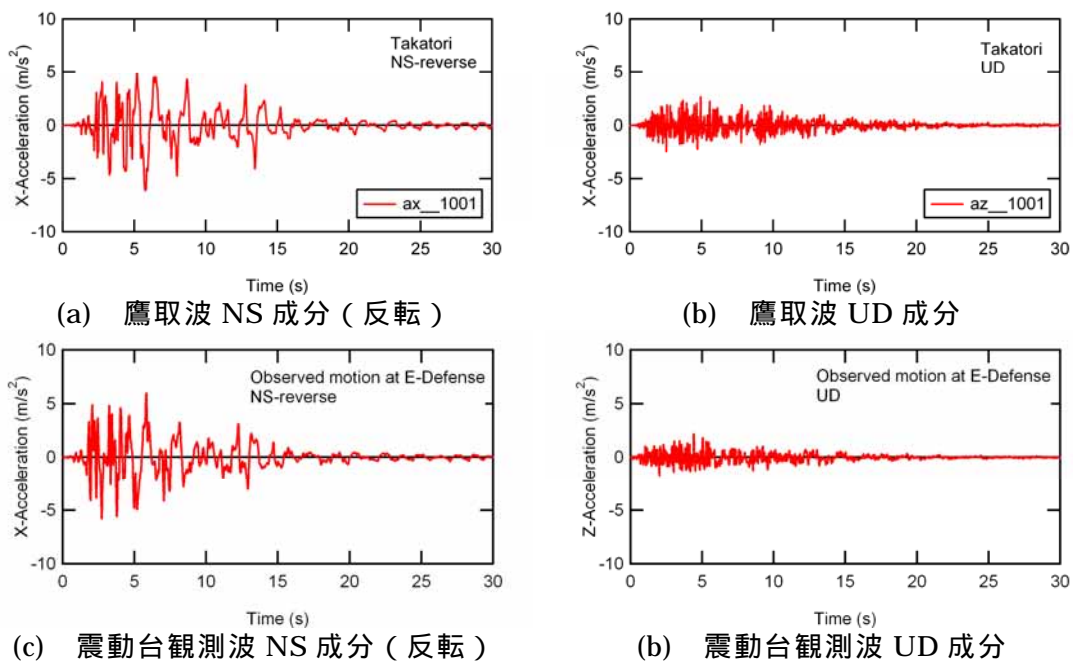 10
5
0
-5
-10
X-Acceleration (m/s²)
Takatori
NS-reverse
ax__1001
0 5 10 15 20 25 30
Time (s)
(a) 鷹取波 NS 成分（反転）
10
5
0
-5
-10
X-Acceleration (m/s²)
Takatori
UD
az__1001
0 5 10 15 20 25 30
Time (s)
(b) 鷹取波 UD 成分
10
5
0
-5
-10
X-Acceleration (m/s²)
Observed motion at E-Defense
NS-reverse
0 5 10 15 20 25 30
Time (s)
(c) 震動台観測波 NS 成分（反転）
10
5
0
-5
-10
Z-Acceleration (m/s²)
Observed motion at E-Defense
UD
0 5 10 15 20 25 30
Time (s)
(b) 震動台観測波 UD 成分